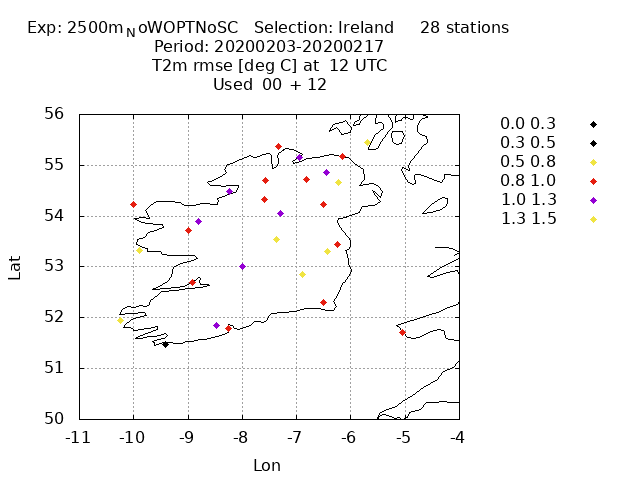 Exp: 2500m N oWOPTNoSC Selection: Ireland 28 stations
Period: 20200203-20200217
T2m rmse [deg C] at 12 UTC
Used 00 + 12
56
55
54
53
52
51
50
-11 -10 -9 -8 -7 -6 -5 -4
Lat
Lon
0.0 0.3
0.3 0.5
0.5 0.8
0.8 1.0
1.0 1.3
1.3 1.5